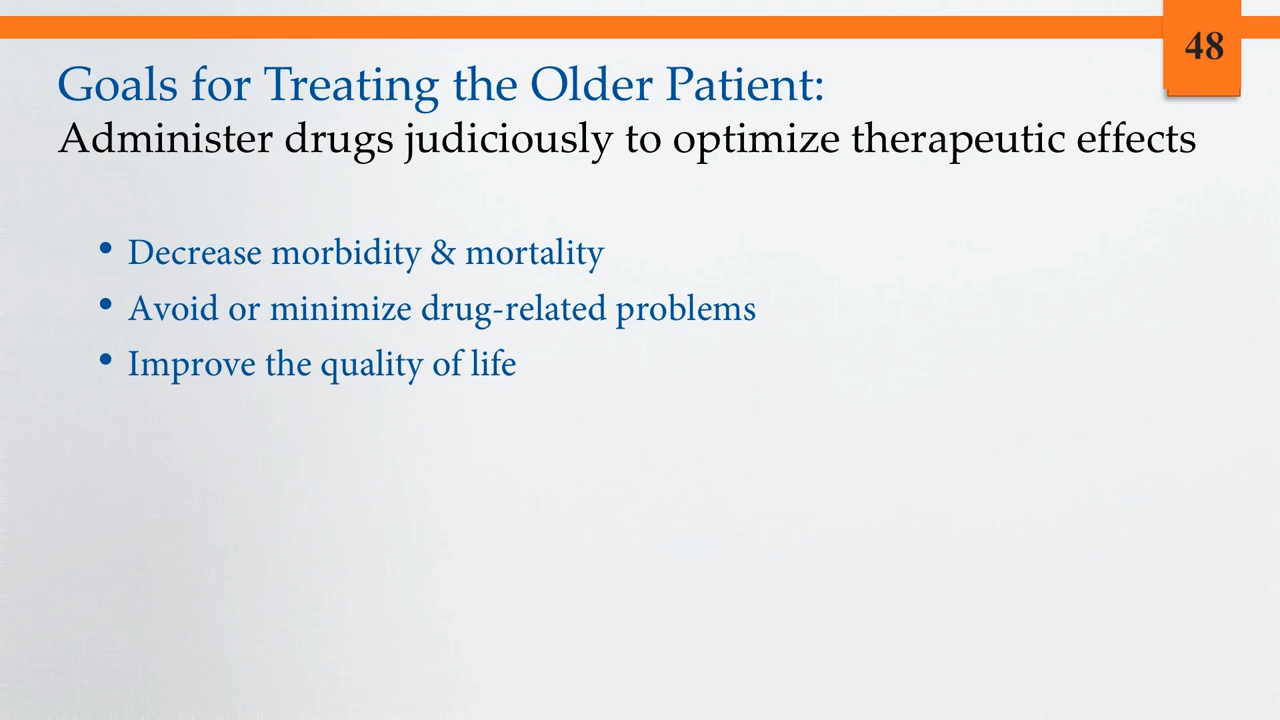 48
Goals for Treating the Older Patient:
Administer drugs judiciously to optimize therapeutic effects
• Decrease morbidity & mortality
• Avoid or minimize drug-related problems
• Improve the quality of life